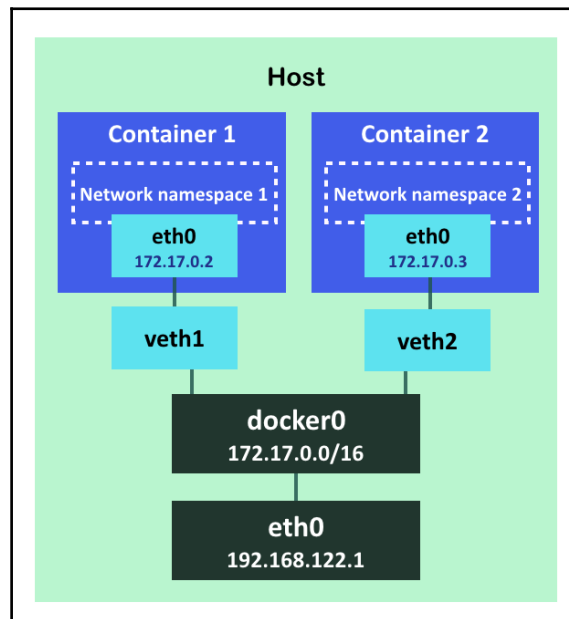 Host
Container 1
Container 2
Network namespace 1
Network namespace 2
eth0
172.17.0.2
eth0
172.17.0.3
veth1
veth2
docker0
172.17.0.0/16
eth0
192.168.122.1